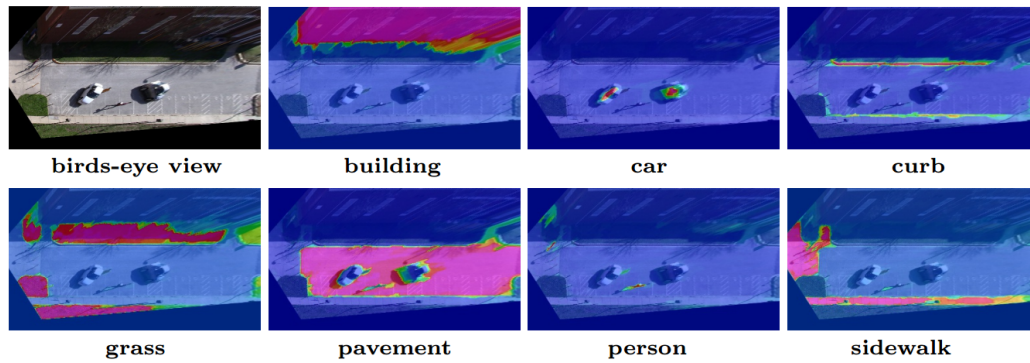 birds-eye view
building
car
curb
grass
pavement
person
sidewalk